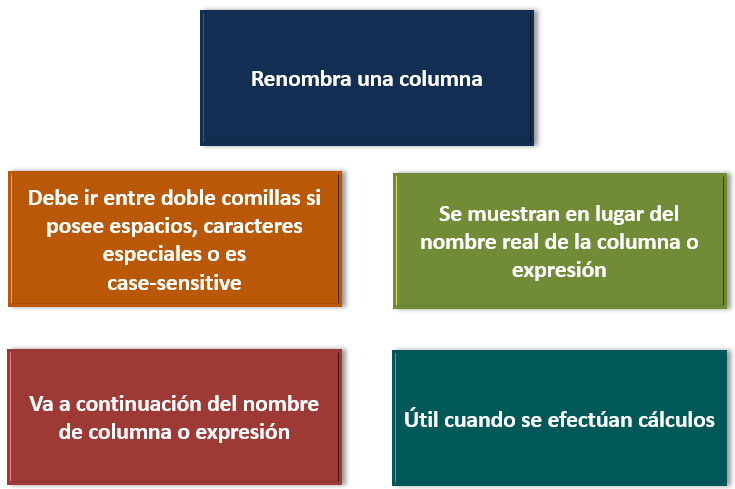 Renombra una columna
Debe ir entre doble comillas si
posee espacios, caracteres
especiales o es
case-sensitive
Se muestran en lugar del
nombre real de la columna o
expresión
Va a continuación del nombre
de columna o expresión
Útil cuando se efectúan cálculos